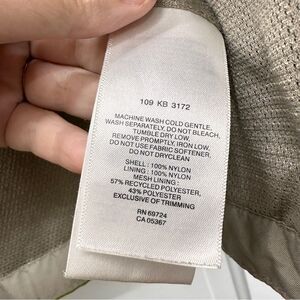 109 KB 3172
MACHINE WASH COLD GENTLE,
WASH SEPARATELY, DO NOT BLEACH,
TUMBLE DRY LOW,
REMOVE PROMPTLY, IRON LOW,
DO NOT USE FABRIC SOFTENER,
DO NOT DRYCLEAN
SHELL : 100% NYLON
LINING : 100% NYLON
MESH LINING :
57% RECYCLED POLYESTER,
43% POLYESTER
EXCLUSIVE OF TRIMMING
RN 69724
CA 05367